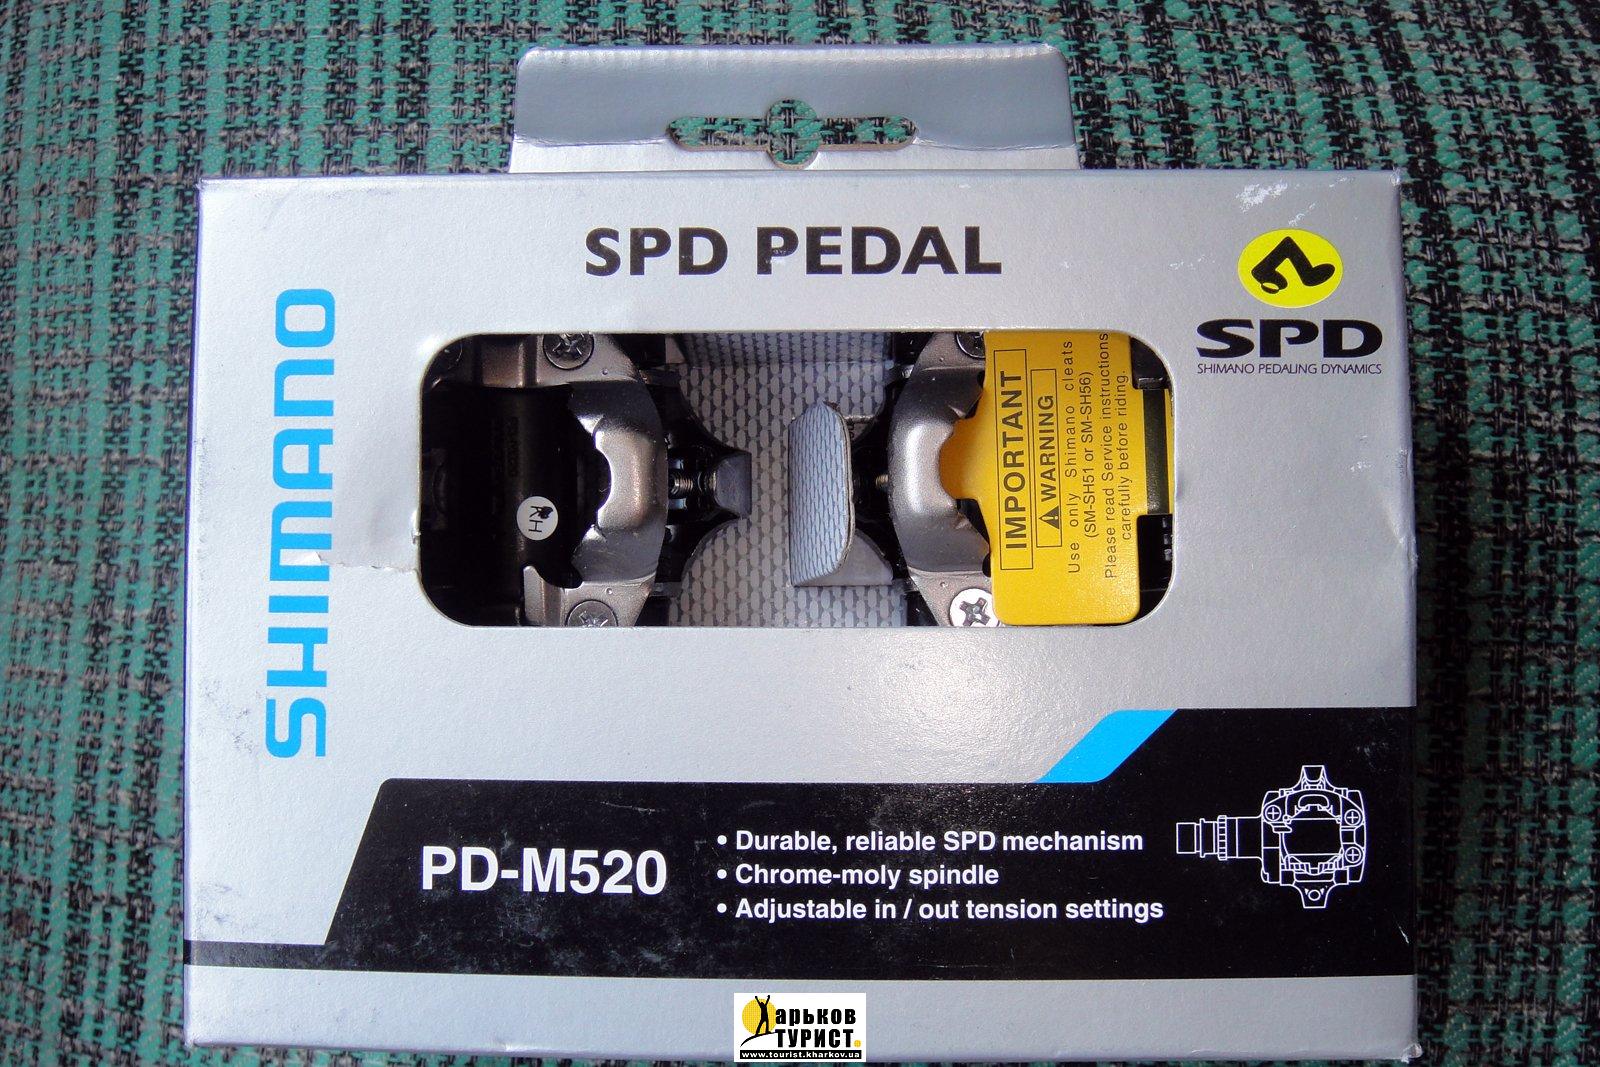 SPD PEDAL
SPD
SHIMANO PEDALING DYNAMICS
SHIMANO
IMPORTANT
WARNING
Use only Shimano cleats
(SM-SH51 or SM-SH56)
Please read Service instructions
carefully before riding.
PD-M520
• Durable, reliable SPD mechanism
• Chrome-moly spindle
• Adjustable in / out tension settings
Харьков
ТУРИСТ.
www.tourist.kharkov.ua